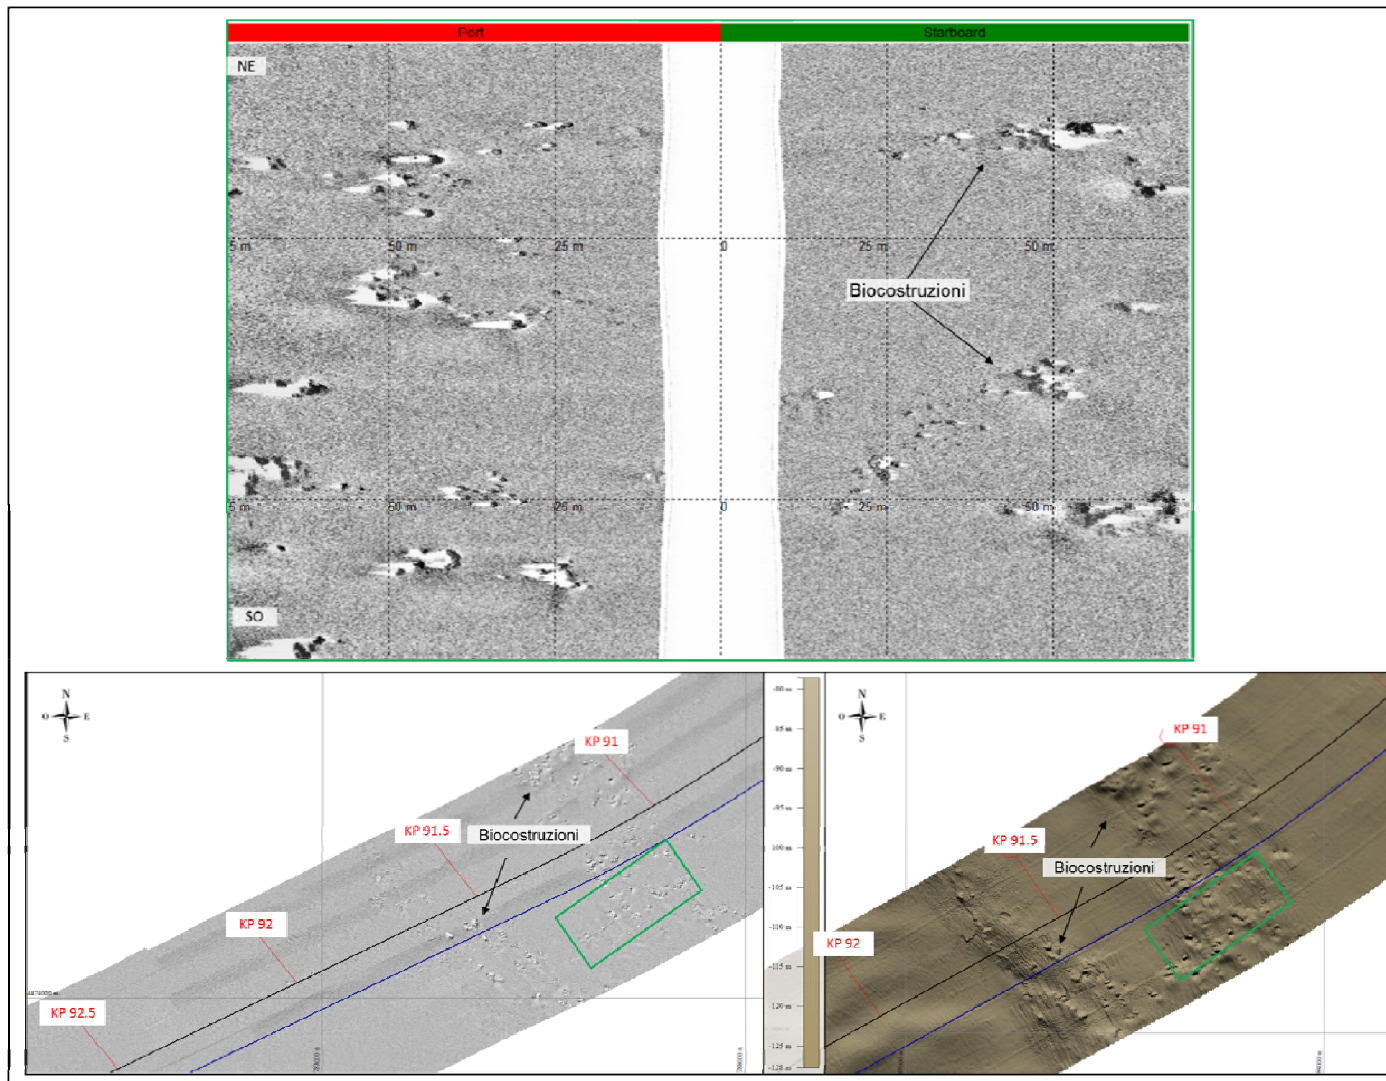 Port Starboard
NE
5 m 50 m 25 m 0 25 m 50 m
Biocostruzioni
5 m 50 m 25 m 0 25 m 50 m
SO
N
O E
S
KP 91
KP 91.5
Biocostruzioni
KP 92
KP 92.5
-80 m
-85 m
-90 m
-95 m
-100 m
-105 m
-110 m
-115 m
-120 m
-125 m
-128 m
N
O E
S
KP 91
KP 91.5
Biocostruzioni
KP 92